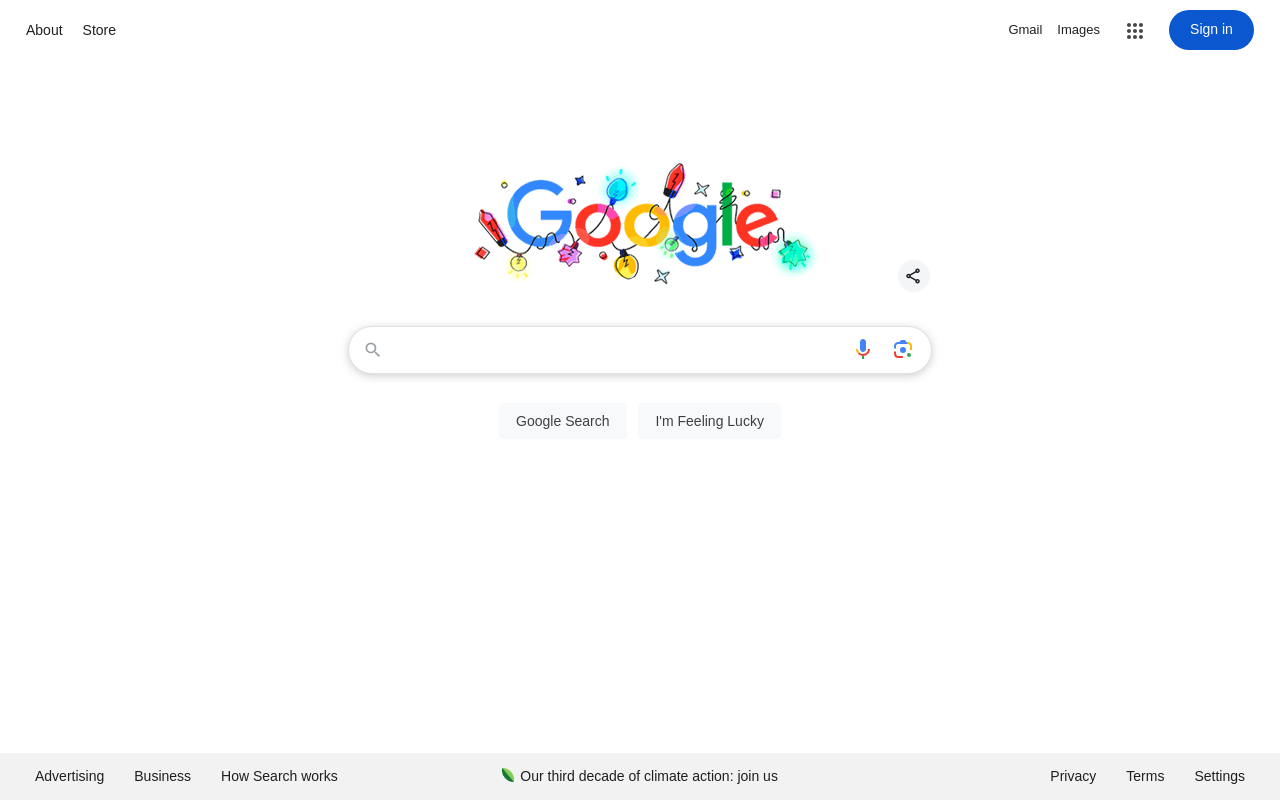 About
Store
Gmail
Images
Sign in
Google
Google Search
I'm Feeling Lucky
Advertising
Business
How Search works
Our third decade of climate action: join us
Privacy
Terms
Settings